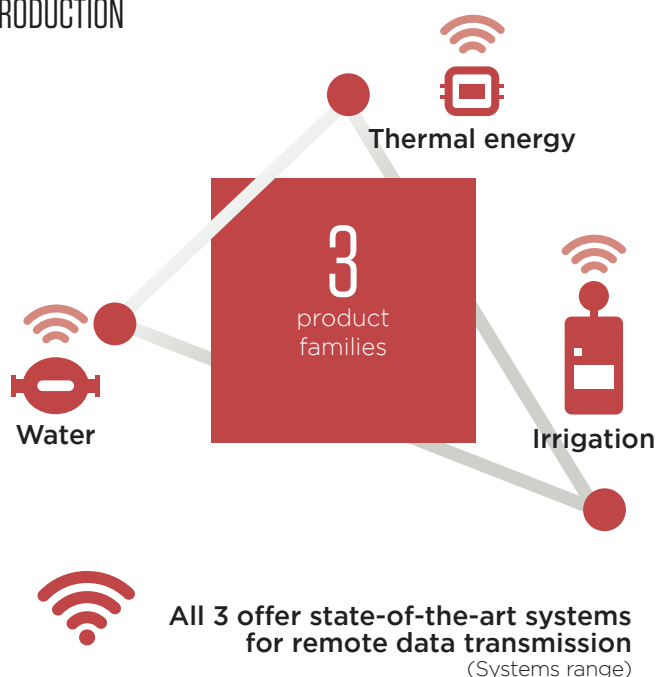 RODUCTION
Thermal energy
3
product
families
Water
Irrigation
All 3 offer state-of-the-art systems
for remote data transmission
(Systems range)